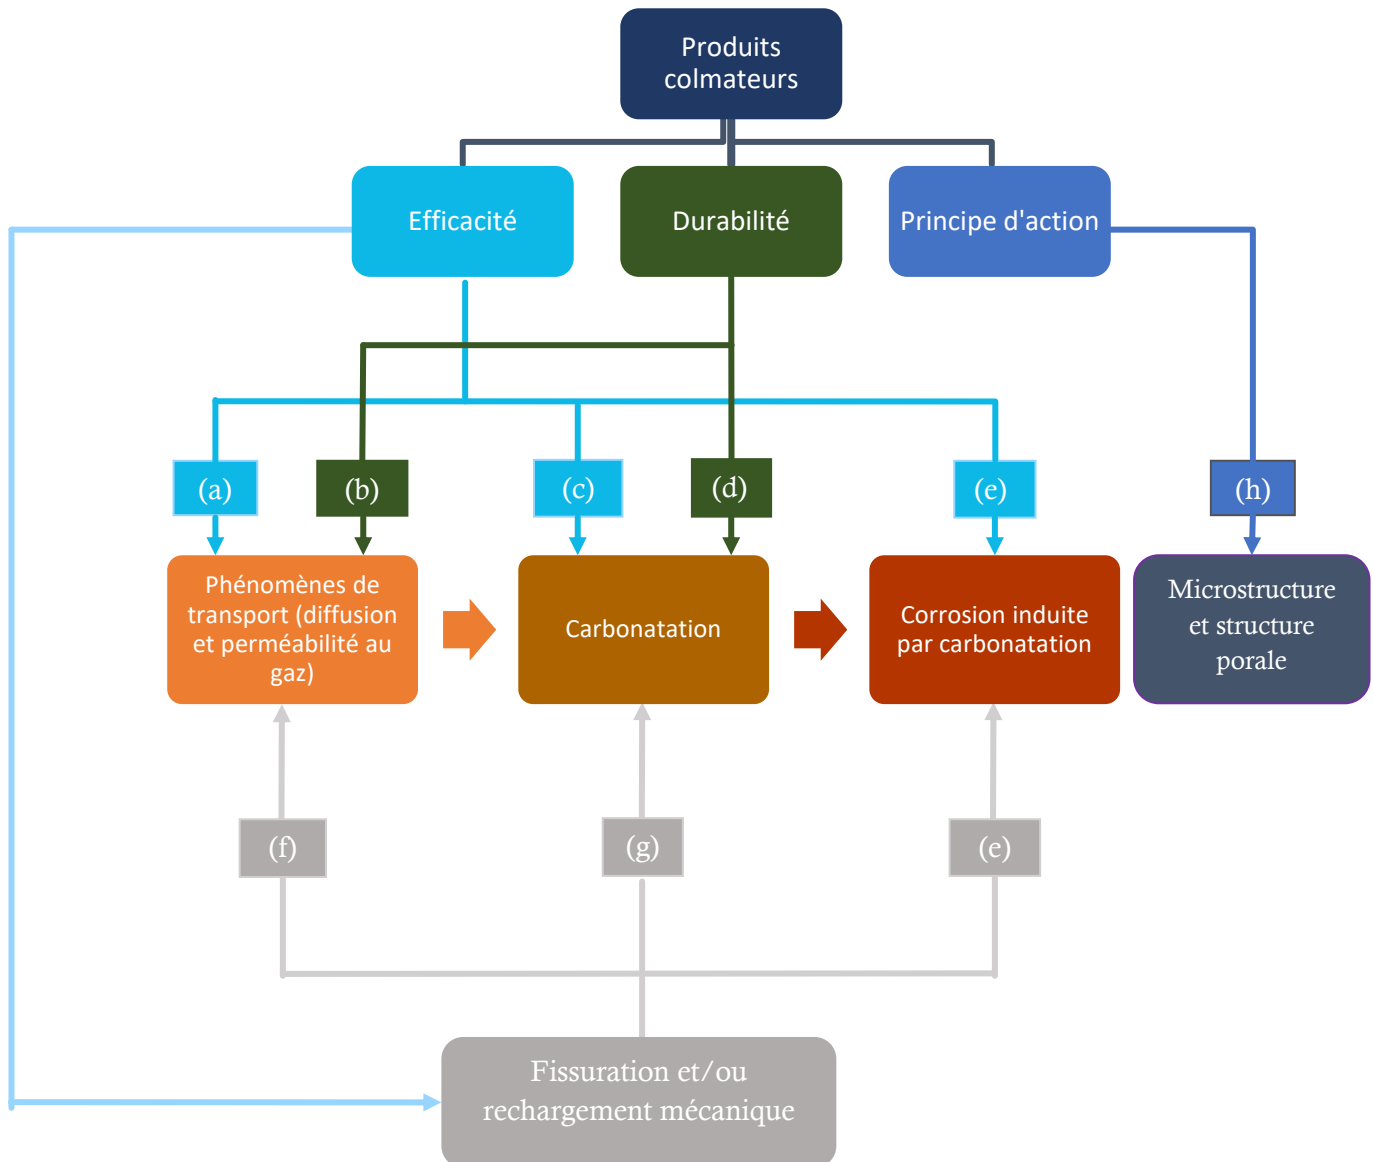 Produits
colmateurs
Efficacité
Durabilité
Principe d'action
(a)
(b)
(c)
(d)
(e)
(h)
Phénomènes de
transport (diffusion
et perméabilité au
gaz)
Carbonatation
Corrosion induite
par carbonatation
Microstructure
et structure
porale
(f)
(g)
(e)
Fissuration et/ou
rechargement mécanique